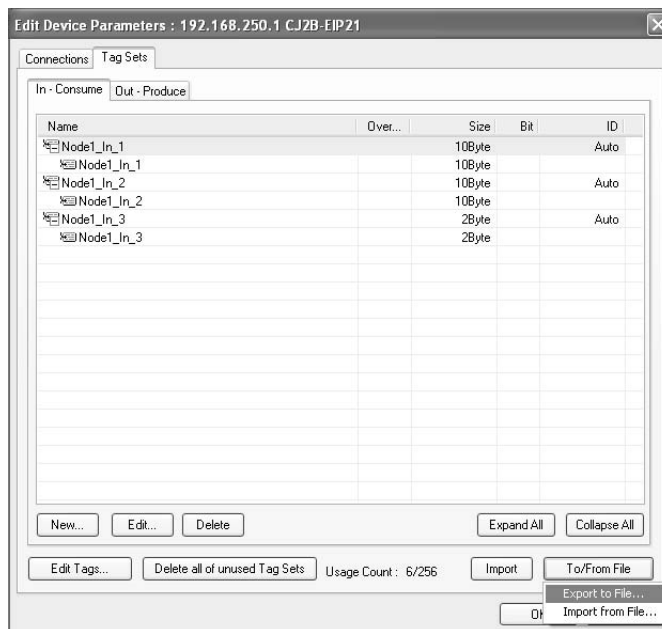 Edit Device Parameters : 192.168.250.1 CJ2B-EIP21
Connections Tag Sets
In - Consume Out - Produce
Name Over... Size Bit ID
Node1_In_1 10Byte Auto
Node1_In_1 10Byte
Node1_In_2 10Byte Auto
Node1_In_2 10Byte
Node1_In_3 2Byte Auto
Node1_In_3 2Byte
New... Edit... Delete Expand All Collapse All
Edit Tags... Delete all of unused Tag Sets Usage Count : 6/256 Import To/From File
Export to File...
Import from File...